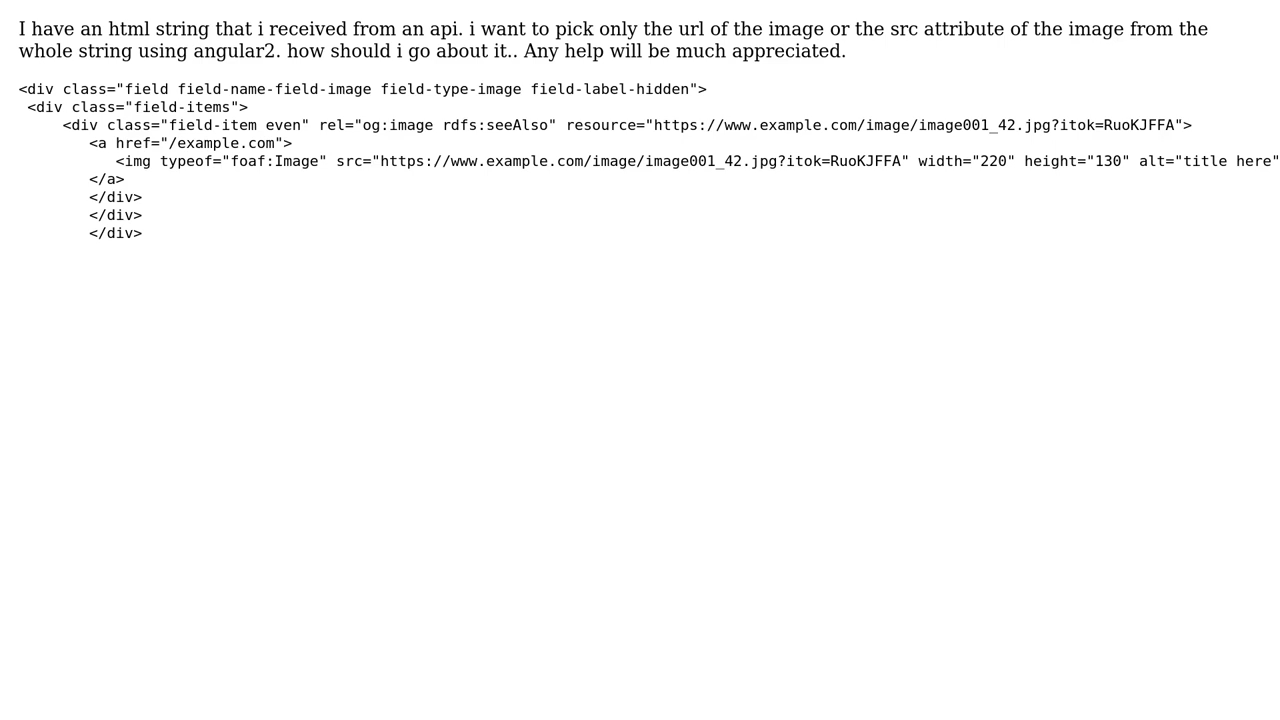 I have an html string that i received from an api. i want to pick only the url of the image or the src attribute of the image from the
whole string using angular2. how should i go about it.. Any help will be much appreciated.
<div class="field field-name-field-image field-type-image field-label-hidden">
<div class="field-items">
<div class="field-item even" rel="og:image rdfs:seeAlso" resource="https://www.example.com/image/image001_42.jpg?itok=RuoKJFFA">
<a href="/example.com">
<img typeof="foaf:Image" src="https://www.example.com/image/image001_42.jpg?itok=RuoKJFFA" width="220" height="130" alt="title here"
</a>
</div>
</div>
</div>